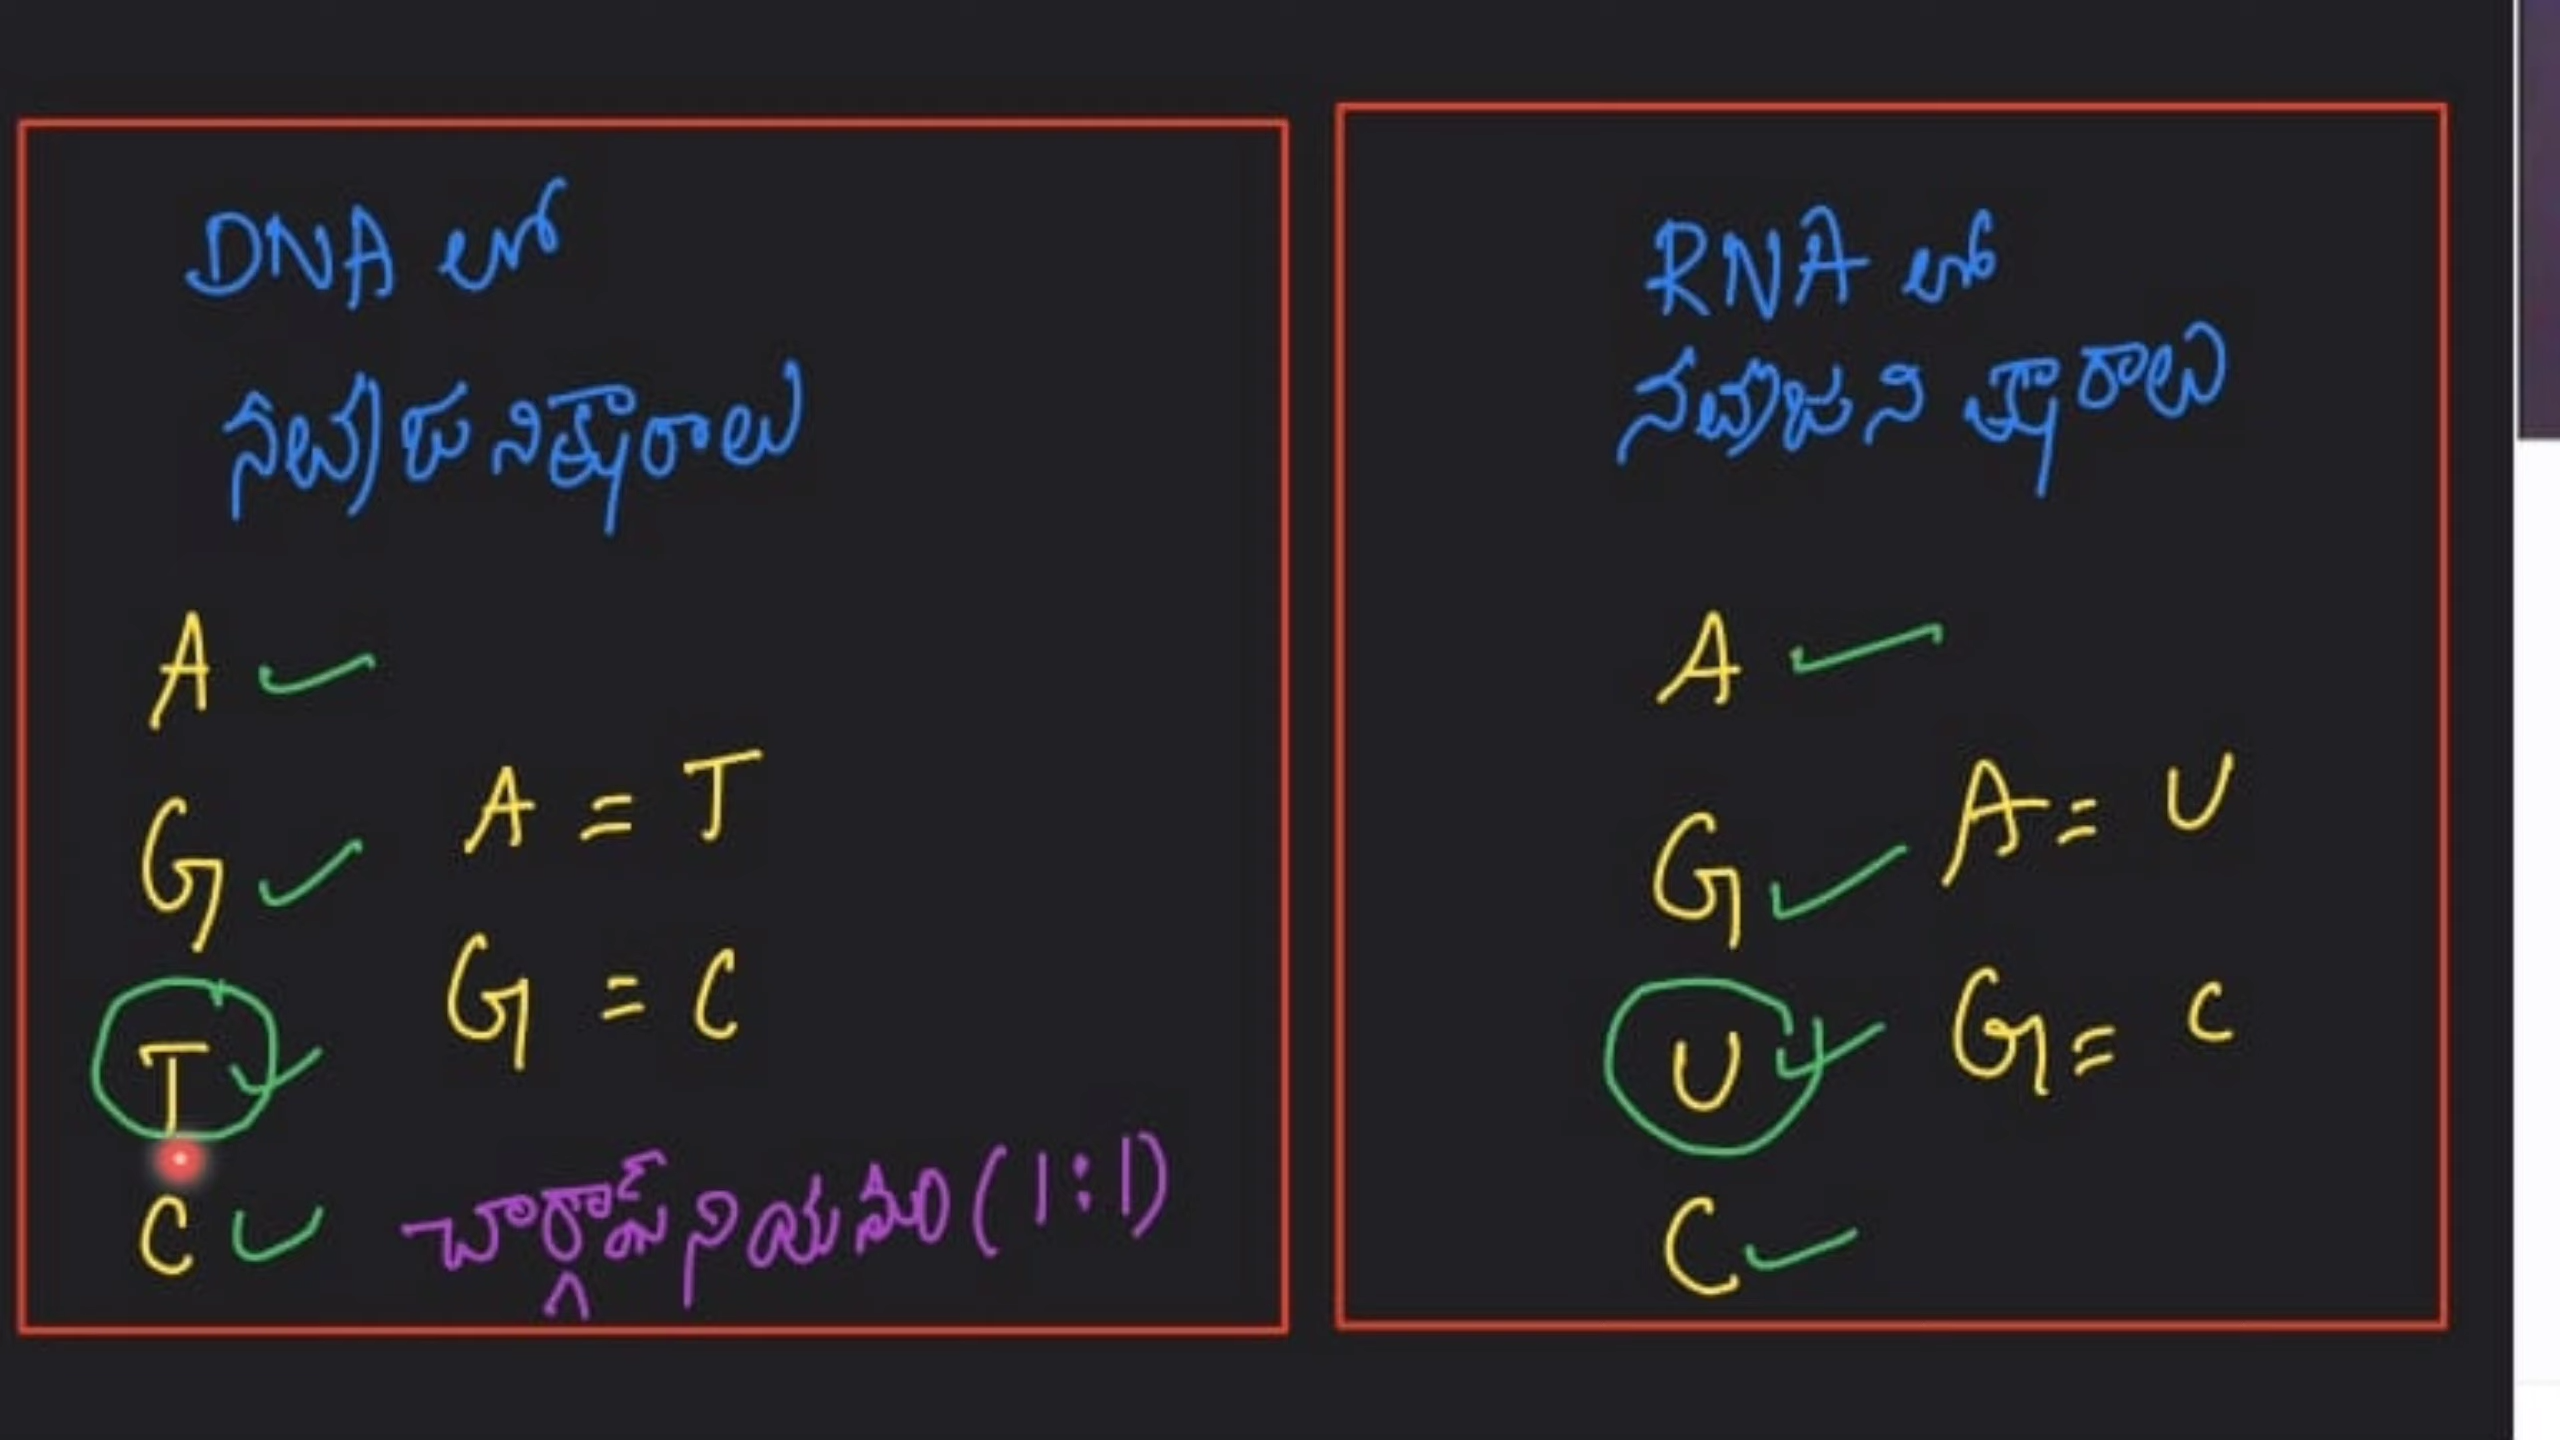 DNA లో
నత్రజని క్షారాలు
A
G
A = T
G = C
T
C
చార్గాఫ్ నియమం (1:1)
RNA లో
నత్రజని క్షారాలు
A
G
A = U
G = C
U
C